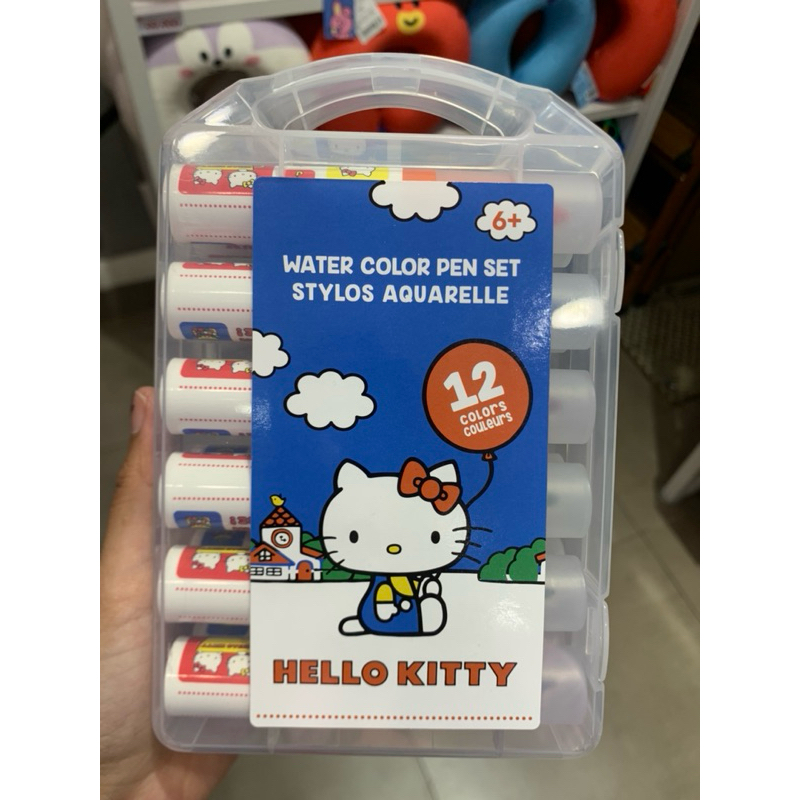 6+
WATER COLOR PEN SET
STYLOS AQUARELLE
12
COLORS
COULEURS
HELLO KITTY